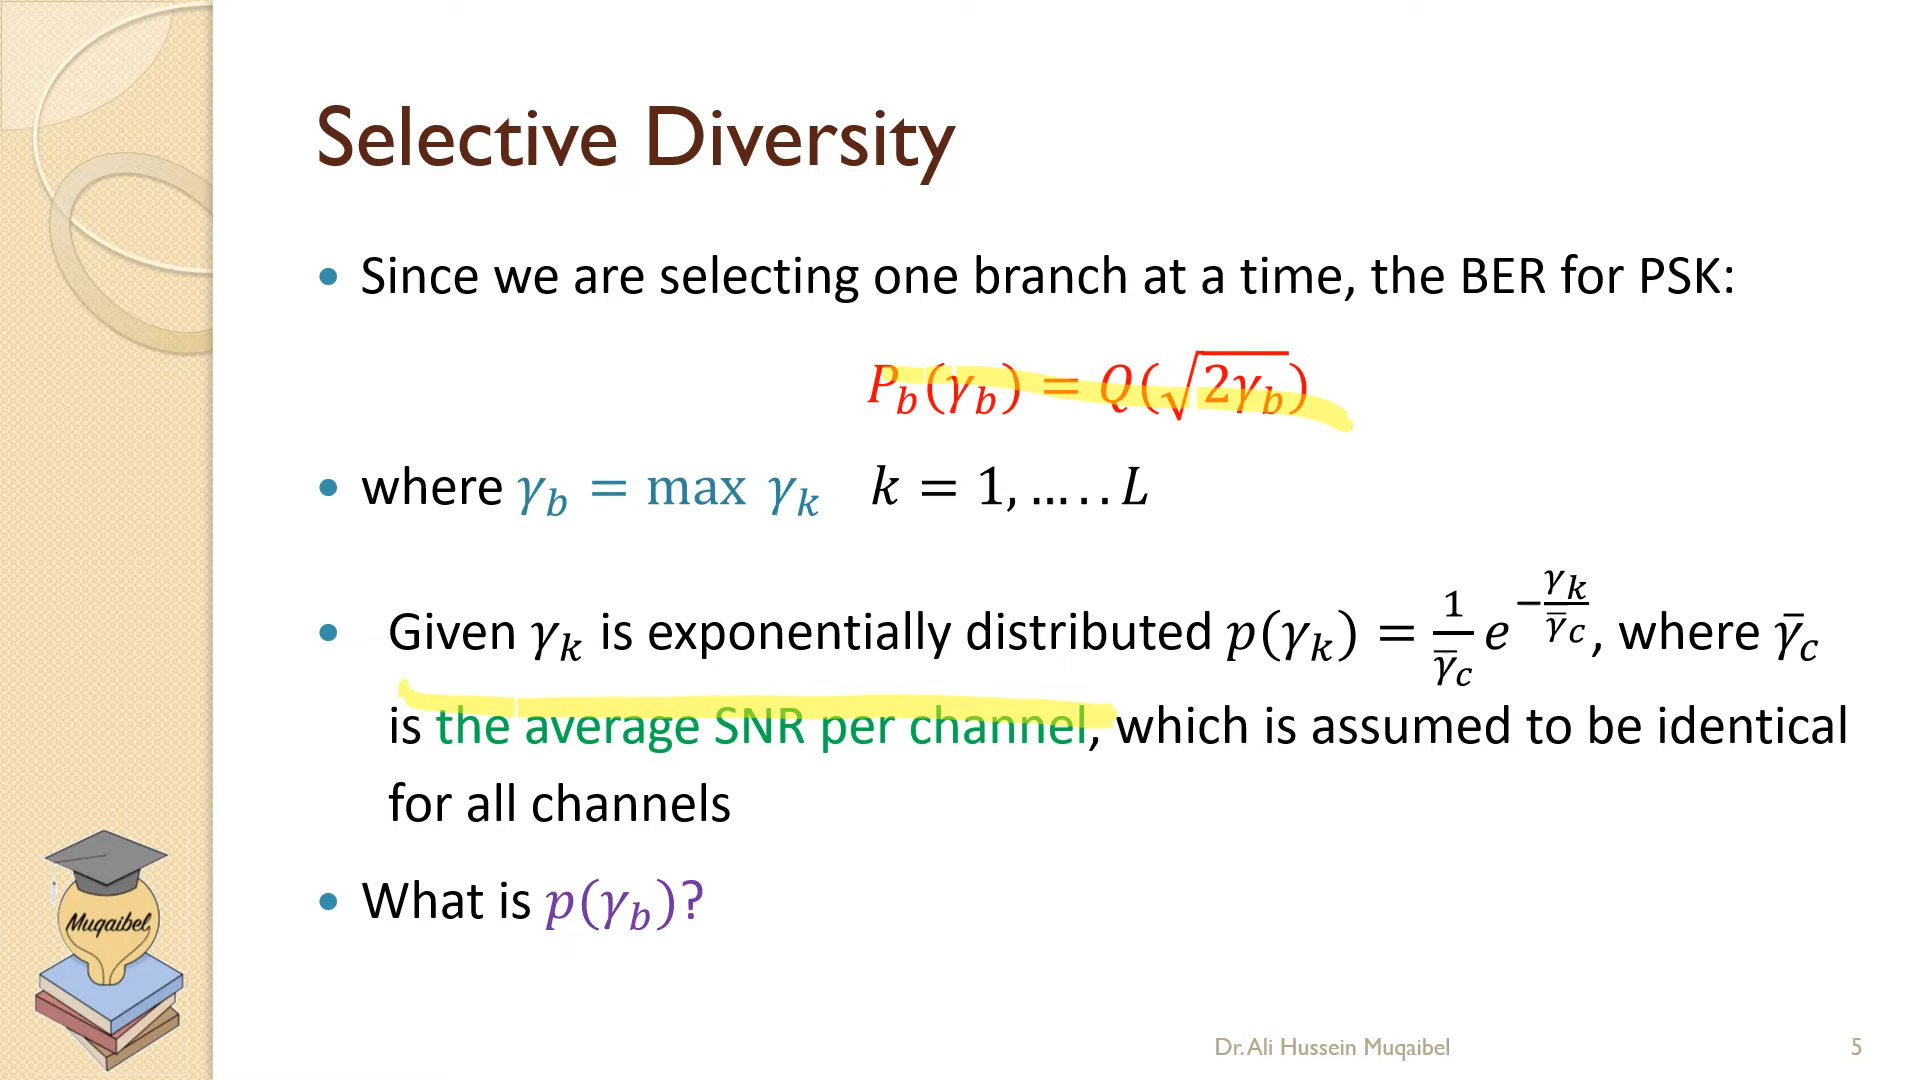 Selective Diversity
• Since we are selecting one branch at a time, the BER for PSK:
P_b(γ_b) = Q(√(2γ_b))
• where γ_b = max γ_k   k = 1, ... . . L
• Given γ_k is exponentially distributed p(γ_k) = 1/γ̄_c e^(−γ_k/γ̄_c), where γ̄_c
is the average SNR per channel, which is assumed to be identical
for all channels
• What is p(γ_b)?
Muqaibel
Dr. Ali Hussein Muqaibel
5